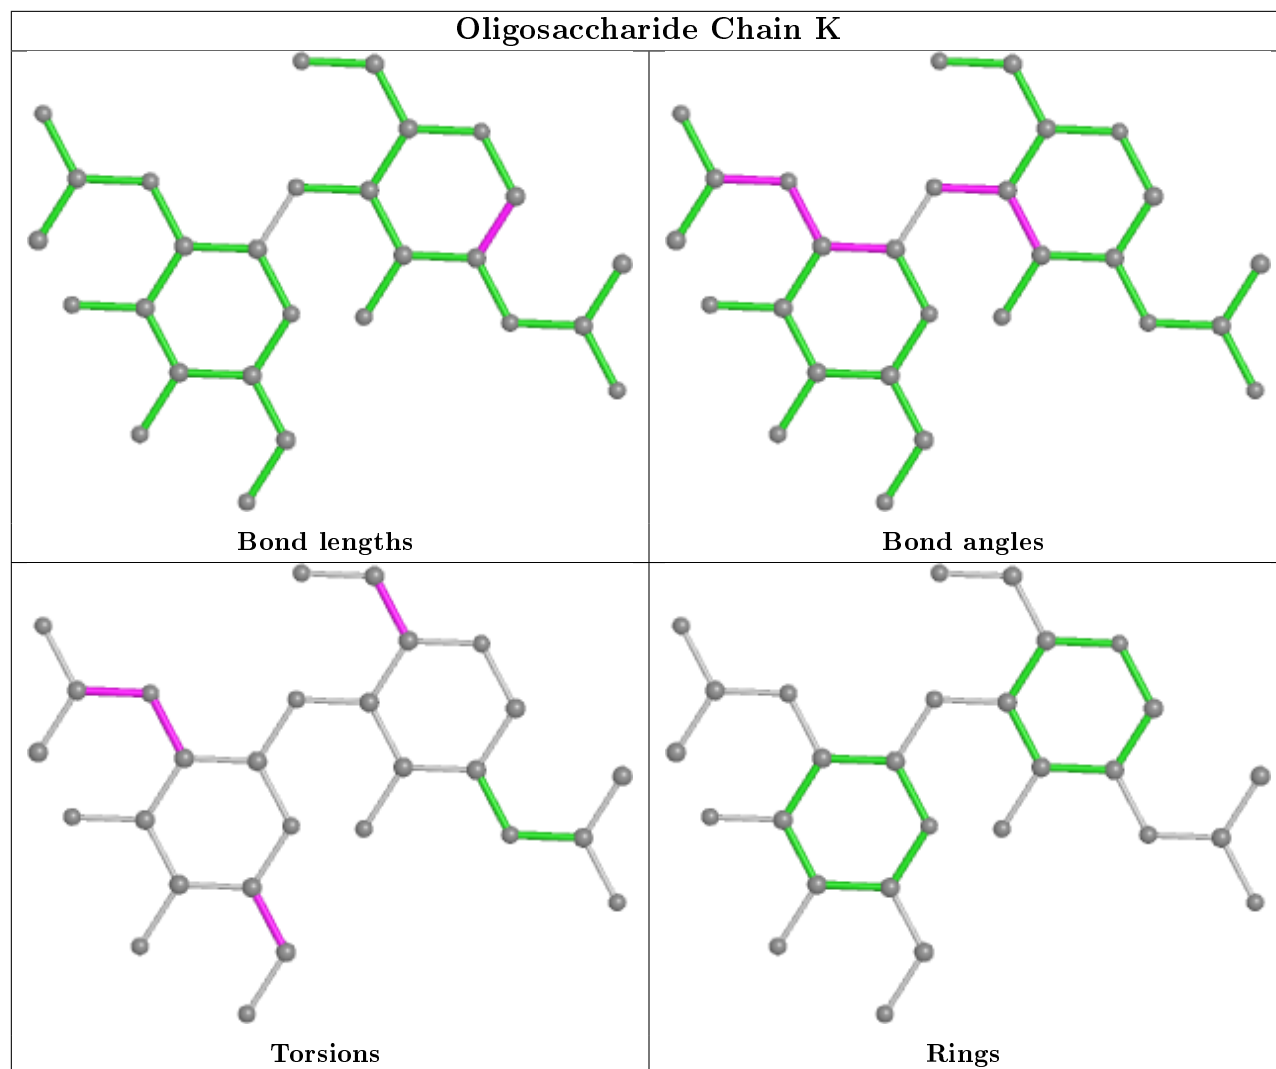 Oligosaccharide Chain K
Bond lengths
Bond angles
Torsions
Rings